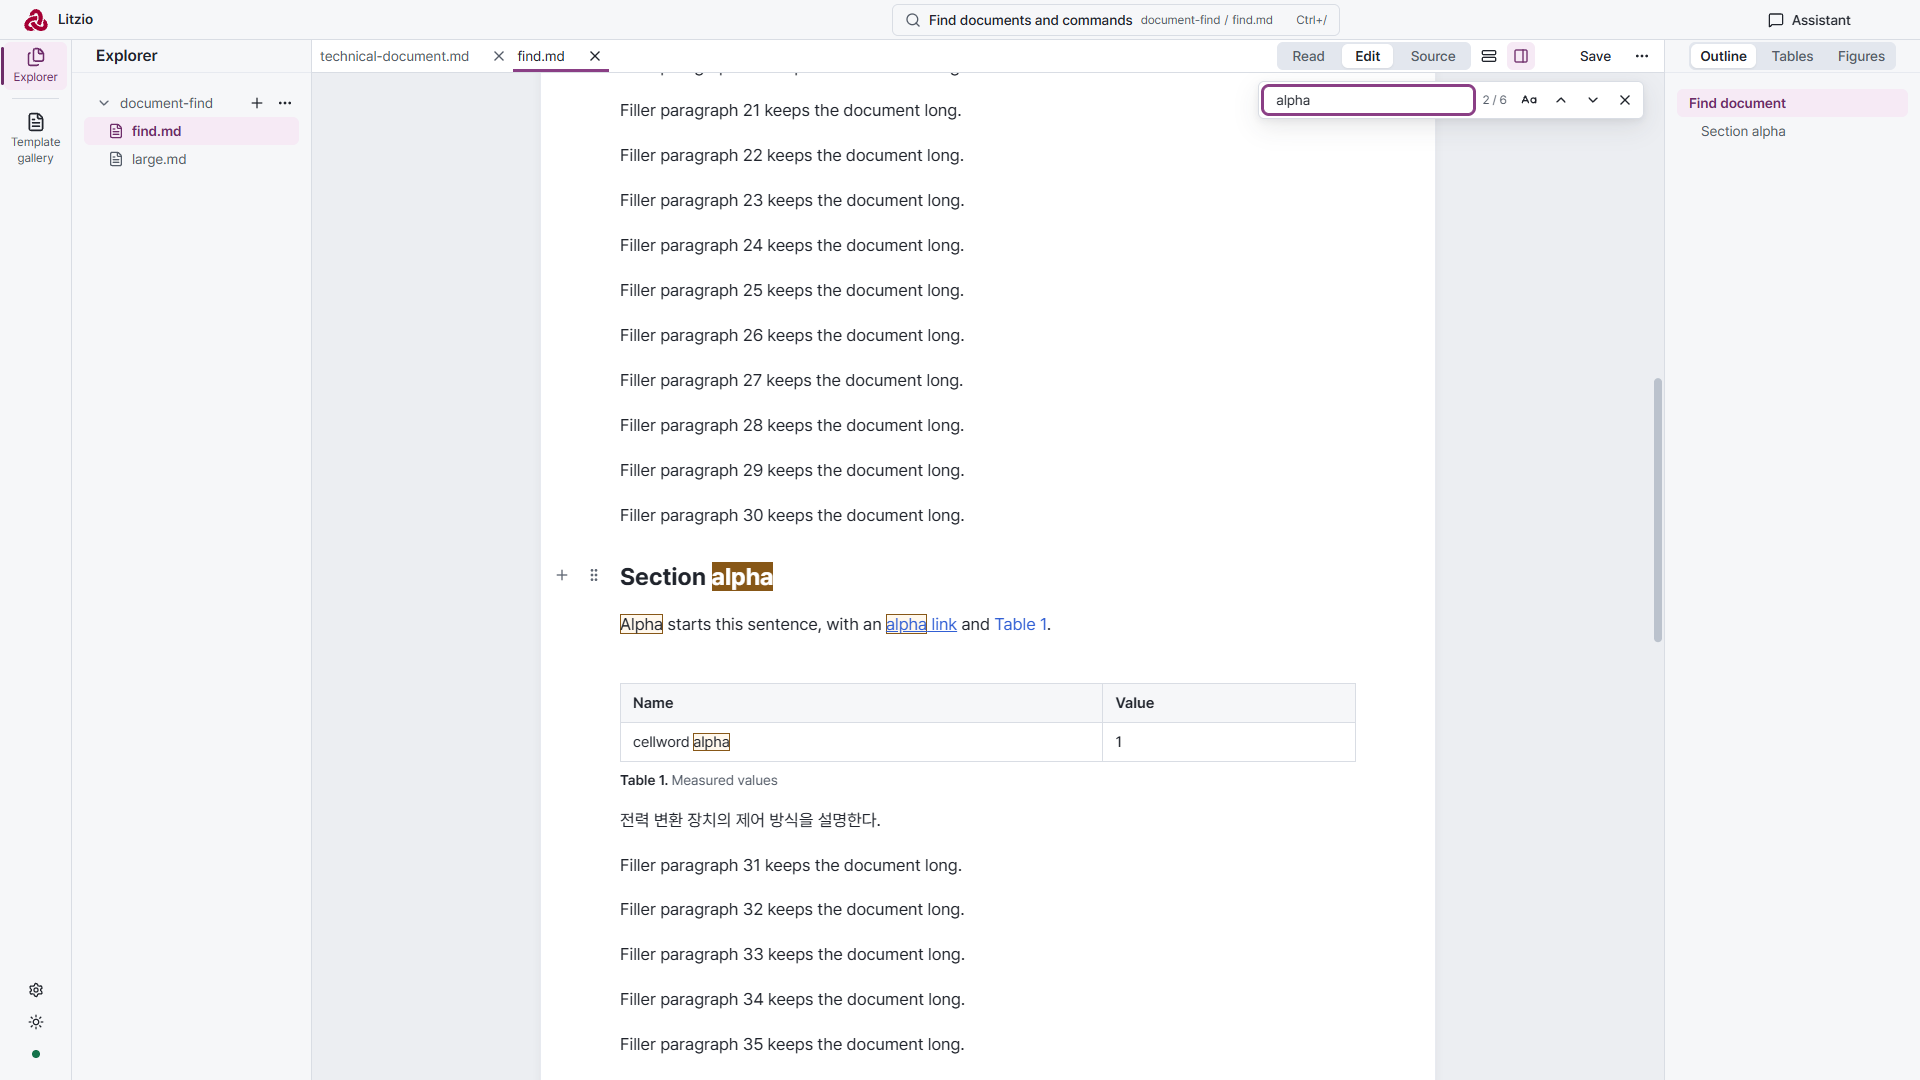 Litzio
Find documents and commands document-find / find.md Ctrl+/
Assistant
Explorer
Template gallery
Explorer
document-find
find.md
large.md
technical-document.md
find.md
Read Edit Source
Save
alpha 2 / 6 Aa
Outline Tables Figures
Find document
Section alpha
Filler paragraph 21 keeps the document long.
Filler paragraph 22 keeps the document long.
Filler paragraph 23 keeps the document long.
Filler paragraph 24 keeps the document long.
Filler paragraph 25 keeps the document long.
Filler paragraph 26 keeps the document long.
Filler paragraph 27 keeps the document long.
Filler paragraph 28 keeps the document long.
Filler paragraph 29 keeps the document long.
Filler paragraph 30 keeps the document long.
Section alpha
Alpha starts this sentence, with an alpha link and Table 1.
Name Value
cellword alpha 1
Table 1. Measured values
전력 변환 장치의 제어 방식을 설명한다.
Filler paragraph 31 keeps the document long.
Filler paragraph 32 keeps the document long.
Filler paragraph 33 keeps the document long.
Filler paragraph 34 keeps the document long.
Filler paragraph 35 keeps the document long.